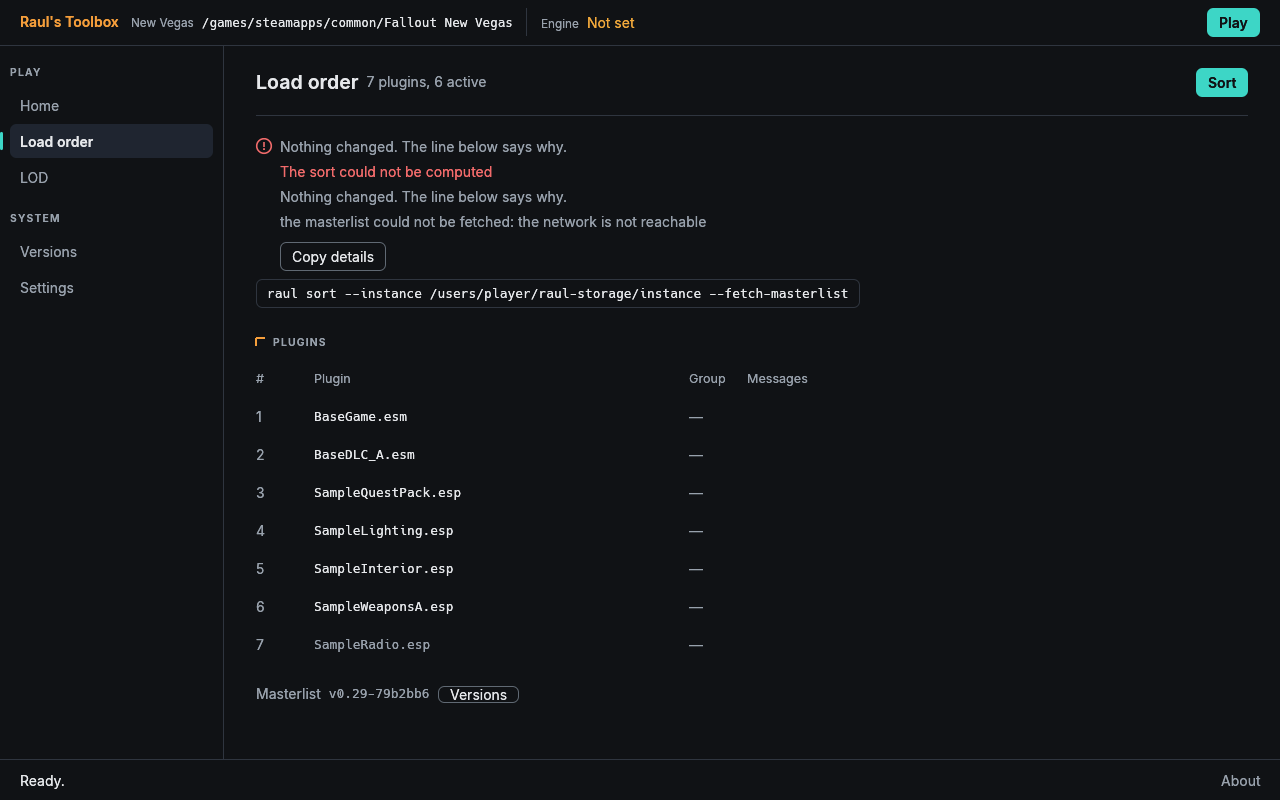 Raul's Toolbox New Vegas /games/steamapps/common/Fallout New Vegas Engine Not set Play
PLAY
Home
Load order
LOD
SYSTEM
Versions
Settings
Load order 7 plugins, 6 active Sort
Nothing changed. The line below says why.
The sort could not be computed
Nothing changed. The line below says why.
the masterlist could not be fetched: the network is not reachable
Copy details
raul sort --instance /users/player/raul-storage/instance --fetch-masterlist
PLUGINS
# Plugin Group Messages
1 BaseGame.esm —
2 BaseDLC_A.esm —
3 SampleQuestPack.esp —
4 SampleLighting.esp —
5 SampleInterior.esp —
6 SampleWeaponsA.esp —
7 SampleRadio.esp —
Masterlist v0.29-79b2bb6 Versions
Ready. About